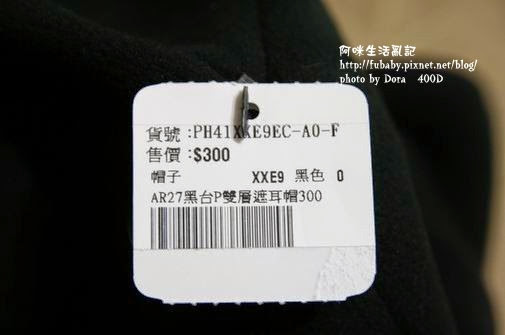 阿咪生活亂記
http://fubaby.pixnet.net/blog/
photo by Dora 400D
貨號:PH41XKE9EC-A0-F
售價:$300
帽子 XXE9 黑色 0
AR27黑台P雙層遮耳帽300